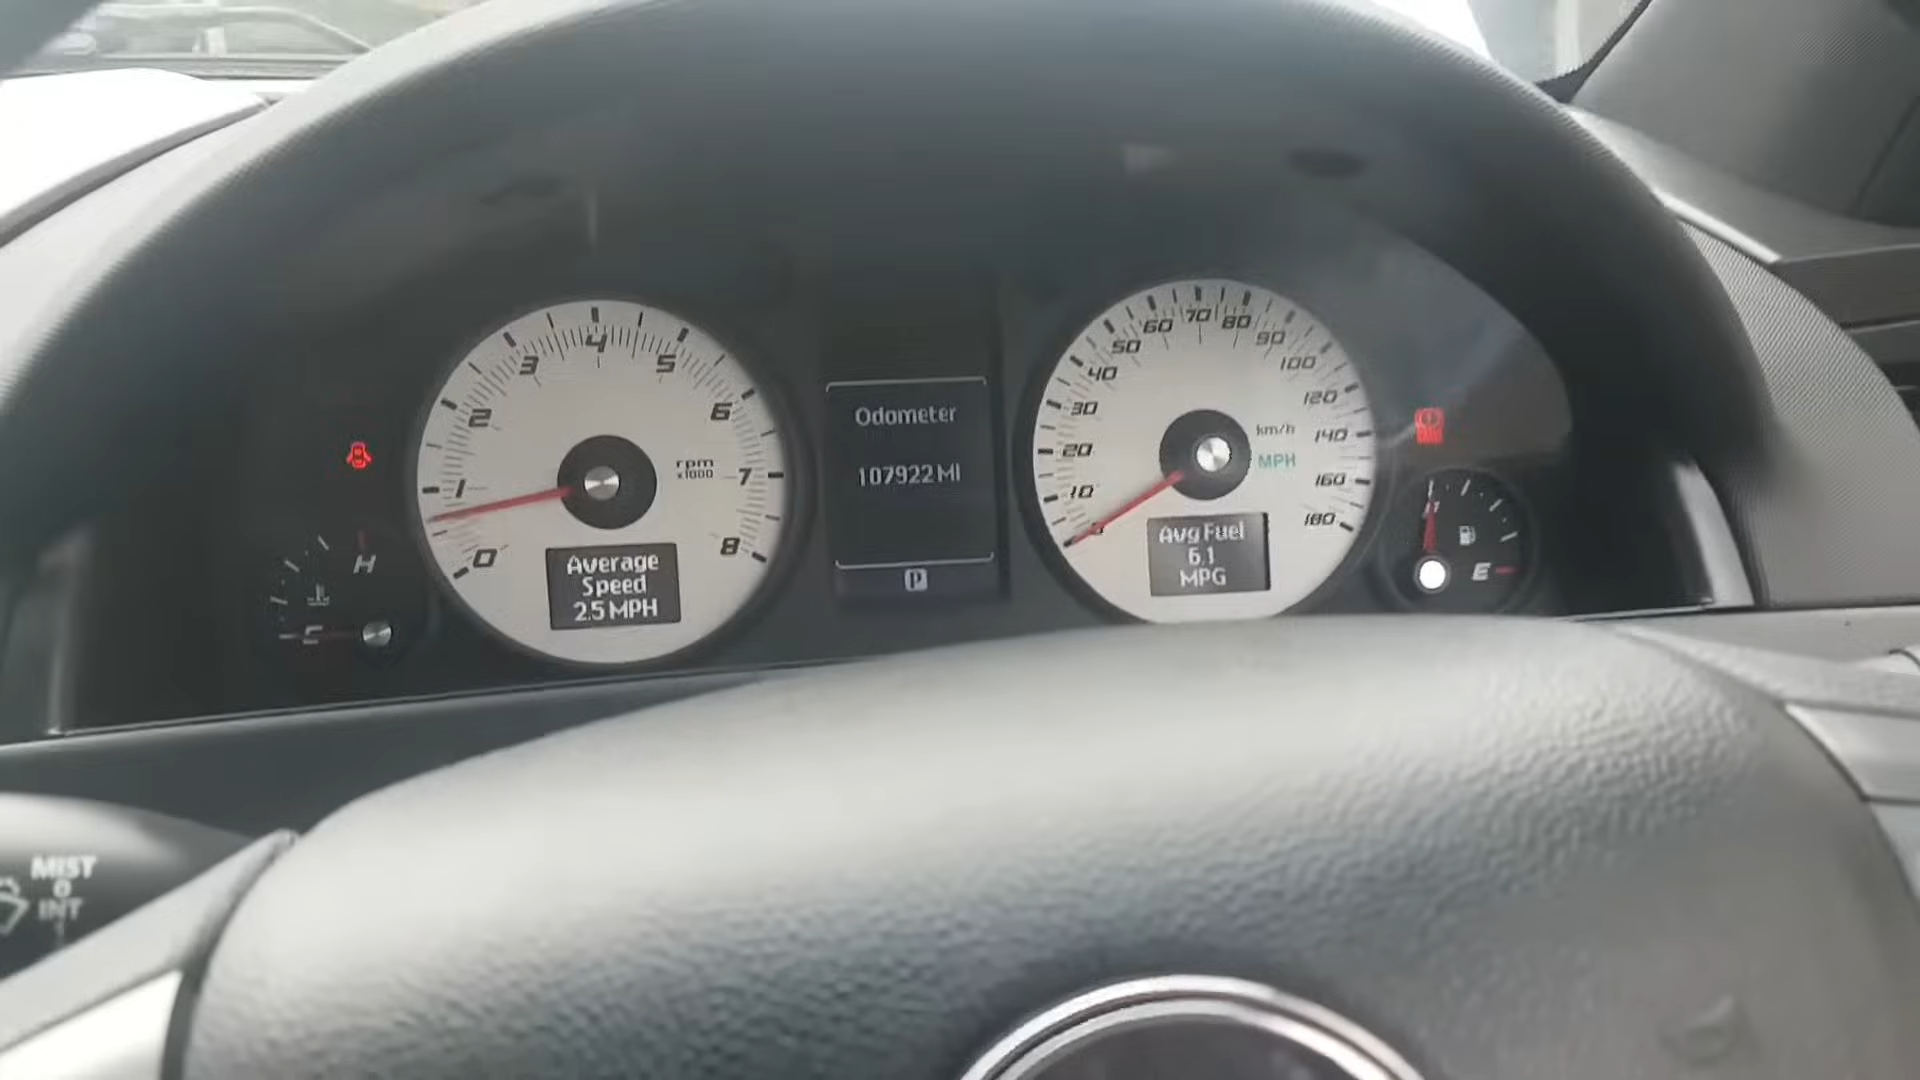 0
1
2
3
4
5
6
7
8
rpm
x1000
Average
Speed
2.5 MPH
H
C
Odometer
107922 MI
P
10
20
30
40
50
60
70
80
90
100
120
140
160
180
km/h
MPH
Avg Fuel
6.1
MPG
E
MIST
INT